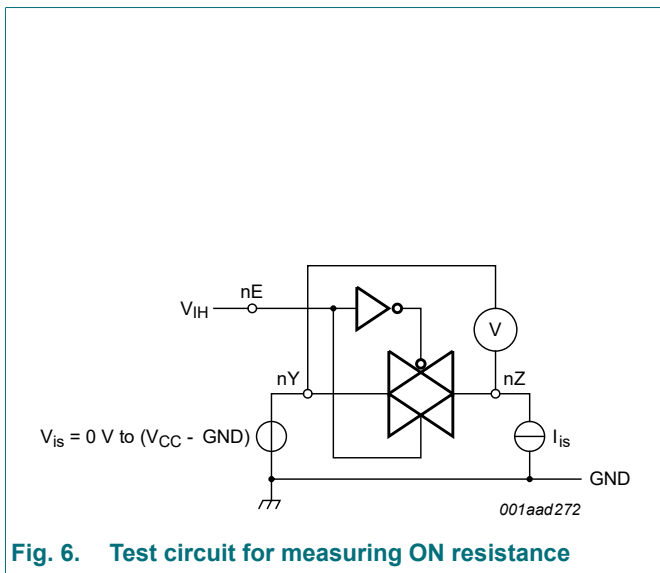 nE
VIH
V
nY
nZ
Vis = 0 V to (VCC - GND)
Iis
GND
001aad272
Fig. 6. Test circuit for measuring ON resistance